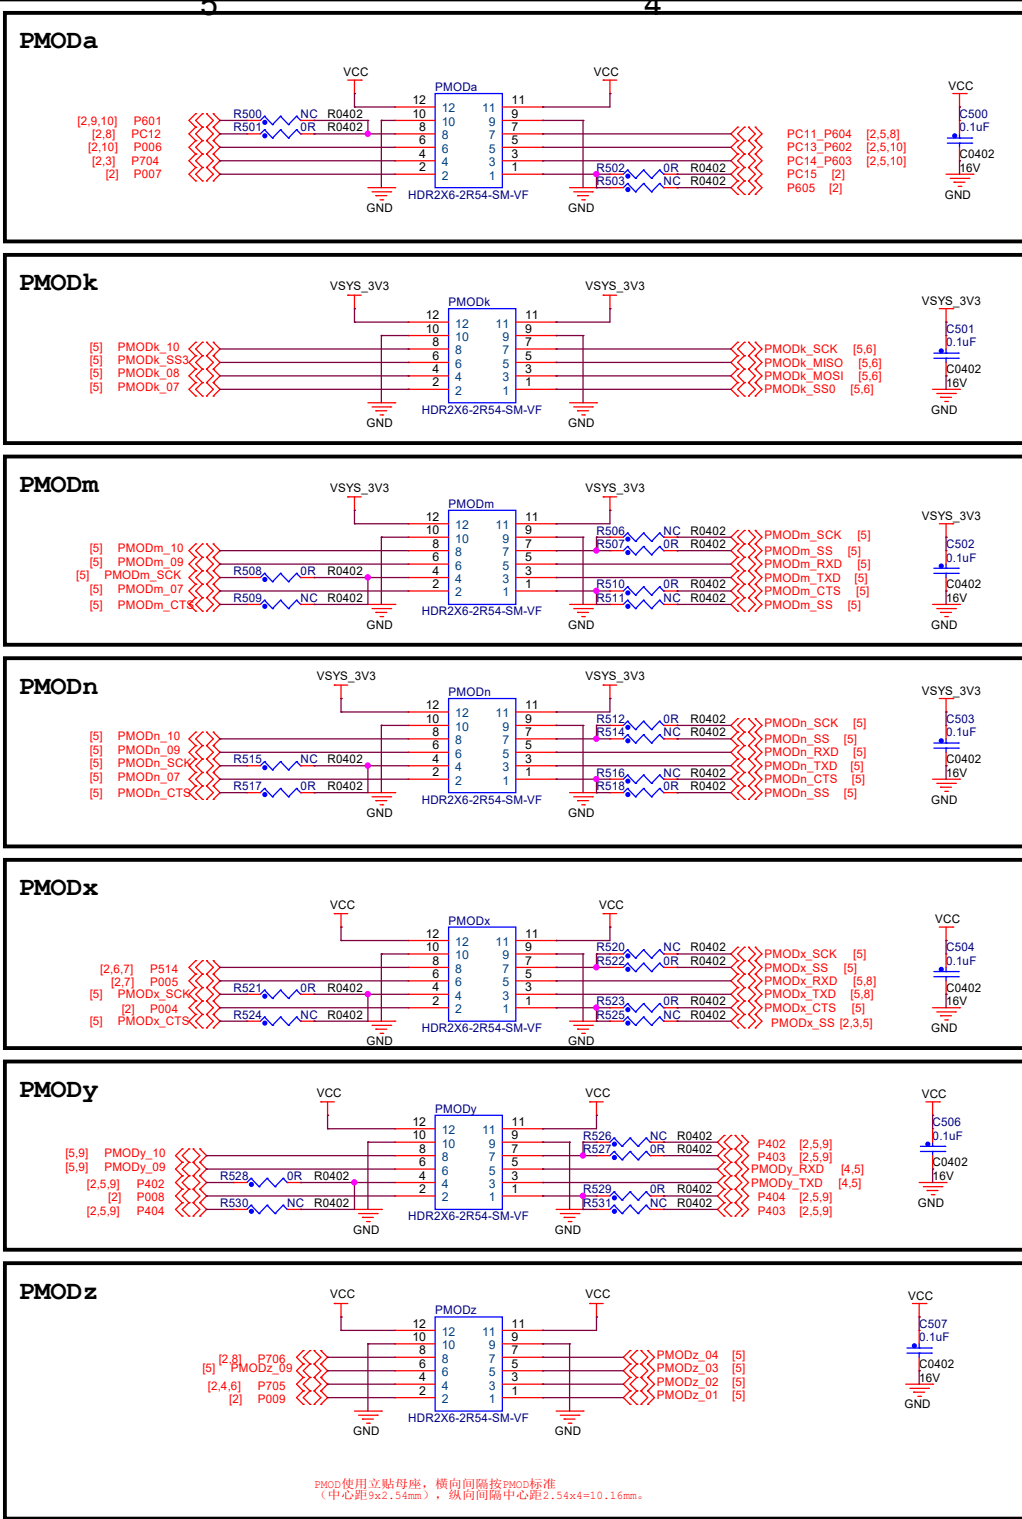 5 4
PMODa
VCC VCC VCC
PMODa
12 12 11 11
[2,9,10] P601 R500 NC R0402 10 10 9 9 C500
[2,8] PC12 R501 0R R0402 8 8 7 7 PC11_P604 [2,5,8] 0.1uF
[2,10] P006 6 6 5 5 PC13_P602 [2,5,10]
[2,3] P704 4 4 3 3 PC14_P603 [2,5,10] C0402
[2] P007 2 2 1 1 R502 0R R0402 PC15 [2] 16V
R503 NC R0402 P605 [2]
HDR2X6-2R54-SM-VF
GND GND GND
PMODk
VSYS_3V3 VSYS_3V3 VSYS_3V3
PMODk
12 12 11 11
10 10 9 9 C501
[5] PMODk_10 8 8 7 7 PMODk_SCK [5,6] 0.1uF
[5] PMODk_SS3 6 6 5 5 PMODk_MISO [5,6]
[5] PMODk_08 4 4 3 3 PMODk_MOSI [5,6] C0402
[5] PMODk_07 2 2 1 1 PMODk_SS0 [5,6] 16V
HDR2X6-2R54-SM-VF
GND GND GND
PMODm
VSYS_3V3 VSYS_3V3 VSYS_3V3
PMODm
12 12 11 11
10 10 9 9 R506 NC R0402 PMODm_SCK [5] C502
[5] PMODm_10 8 8 7 7 R507 0R R0402 PMODm_SS [5] 0.1uF
[5] PMODm_09 6 6 5 5 PMODm_RXD [5]
[5] PMODm_SCK R508 0R R0402 4 4 3 3 PMODm_TXD [5] C0402
[5] PMODm_07 2 2 1 1 R510 0R R0402 PMODm_CTS [5] 16V
[5] PMODm_CTS R509 NC R0402 R511 NC R0402 PMODm_SS [5]
HDR2X6-2R54-SM-VF
GND GND GND
PMODn
VSYS_3V3 VSYS_3V3 VSYS_3V3
PMODn
12 12 11 11
10 10 9 9 R512 0R R0402 PMODn_SCK [5] C503
[5] PMODn_10 8 8 7 7 R514 NC R0402 PMODn_SS [5] 0.1uF
[5] PMODn_09 6 6 5 5 PMODn_RXD [5]
[5] PMODn_SCK R515 NC R0402 4 4 3 3 PMODn_TXD [5] C0402
[5] PMODn_07 2 2 1 1 R516 NC R0402 PMODn_CTS [5] 16V
[5] PMODn_CTS R517 0R R0402 R518 0R R0402 PMODn_SS [5]
HDR2X6-2R54-SM-VF
GND GND GND
PMODx
VCC VCC VCC
PMODx
12 12 11 11
10 10 9 9 R520 NC R0402 PMODx_SCK [5] C504
[2,6,7] P514 8 8 7 7 R522 0R R0402 PMODx_SS [5] 0.1uF
[2,7] P005 6 6 5 5 PMODx_RXD [5,8]
[5] PMODx_SCK R521 0R R0402 4 4 3 3 PMODx_TXD [5,8] C0402
[2] P004 2 2 1 1 R523 0R R0402 PMODx_CTS [5] 16V
[5] PMODx_CTS R524 NC R0402 R525 NC R0402 PMODx_SS [2,3,5]
HDR2X6-2R54-SM-VF
GND GND GND
PMODy
VCC VCC VCC
PMODy
12 12 11 11
10 10 9 9 R526 NC R0402 P402 [2,5,9] C506
[5,9] PMODy_10 8 8 7 7 R527 0R R0402 P403 [2,5,9] 0.1uF
[5,9] PMODy_09 6 6 5 5 PMODy_RXD [4,5]
[2,5,9] P402 R528 0R R0402 4 4 3 3 PMODy_TXD [4,5] C0402
[2] P008 2 2 1 1 R529 0R R0402 P404 [2,5,9] 16V
[2,5,9] P404 R530 NC R0402 R531 NC R0402 P403 [2,5,9]
HDR2X6-2R54-SM-VF
GND GND GND
PMODz
VCC VCC VCC
PMODz
12 12 11 11
10 10 9 9 C507
[2,8] P706 8 8 7 7 PMODz_04 [5] 0.1uF
[5] PMODz_09 6 6 5 5 PMODz_03 [5]
[2,4,6] P705 4 4 3 3 PMODz_02 [5] C0402
[2] P009 2 2 1 1 PMODz_01 [5] 16V
HDR2X6-2R54-SM-VF
GND GND GND
PMOD使用立贴母座，横向间隔按PMOD标准
（中心距9x2.54mm），纵向间隔中心距2.54x4=10.16mm。